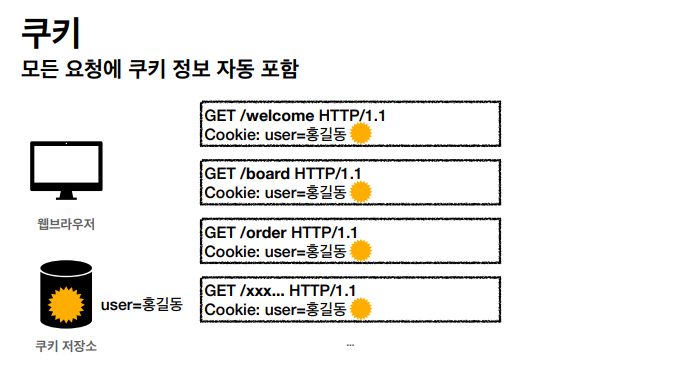 쿠키
모든 요청에 쿠키 정보 자동 포함
GET /welcome HTTP/1.1
Cookie: user=홍길동
GET /board HTTP/1.1
Cookie: user=홍길동
웹브라우저
GET /order HTTP/1.1
Cookie: user=홍길동
GET /xxx... HTTP/1.1
Cookie: user=홍길동
user=홍길동
쿠키 저장소
...